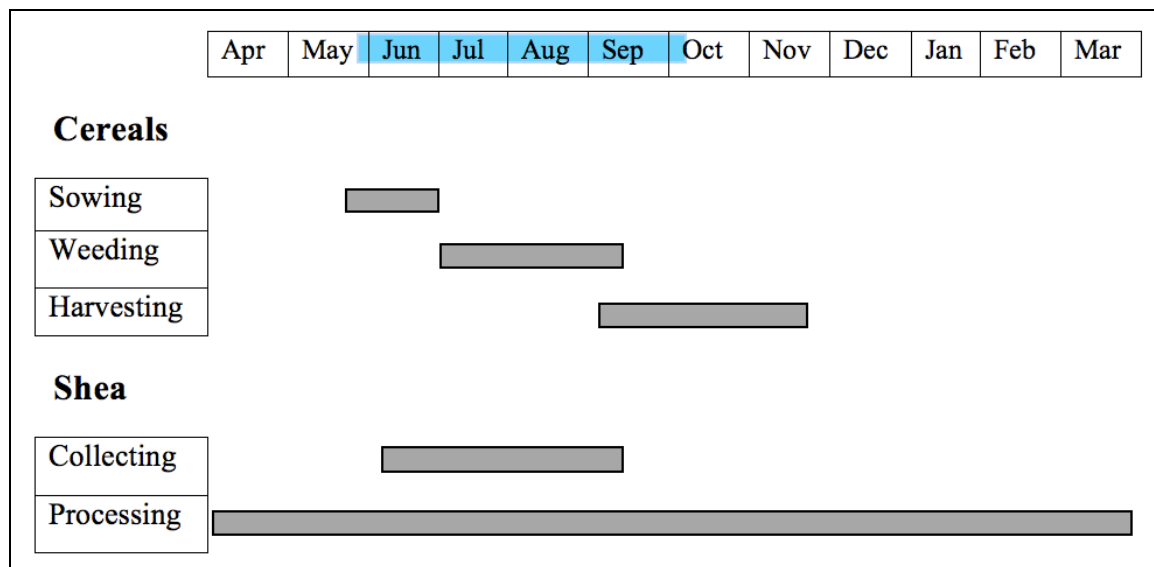 Apr May Jun Jul Aug Sep Oct Nov Dec Jan Feb Mar
Cereals
Sowing
Weeding
Harvesting
Shea
Collecting
Processing